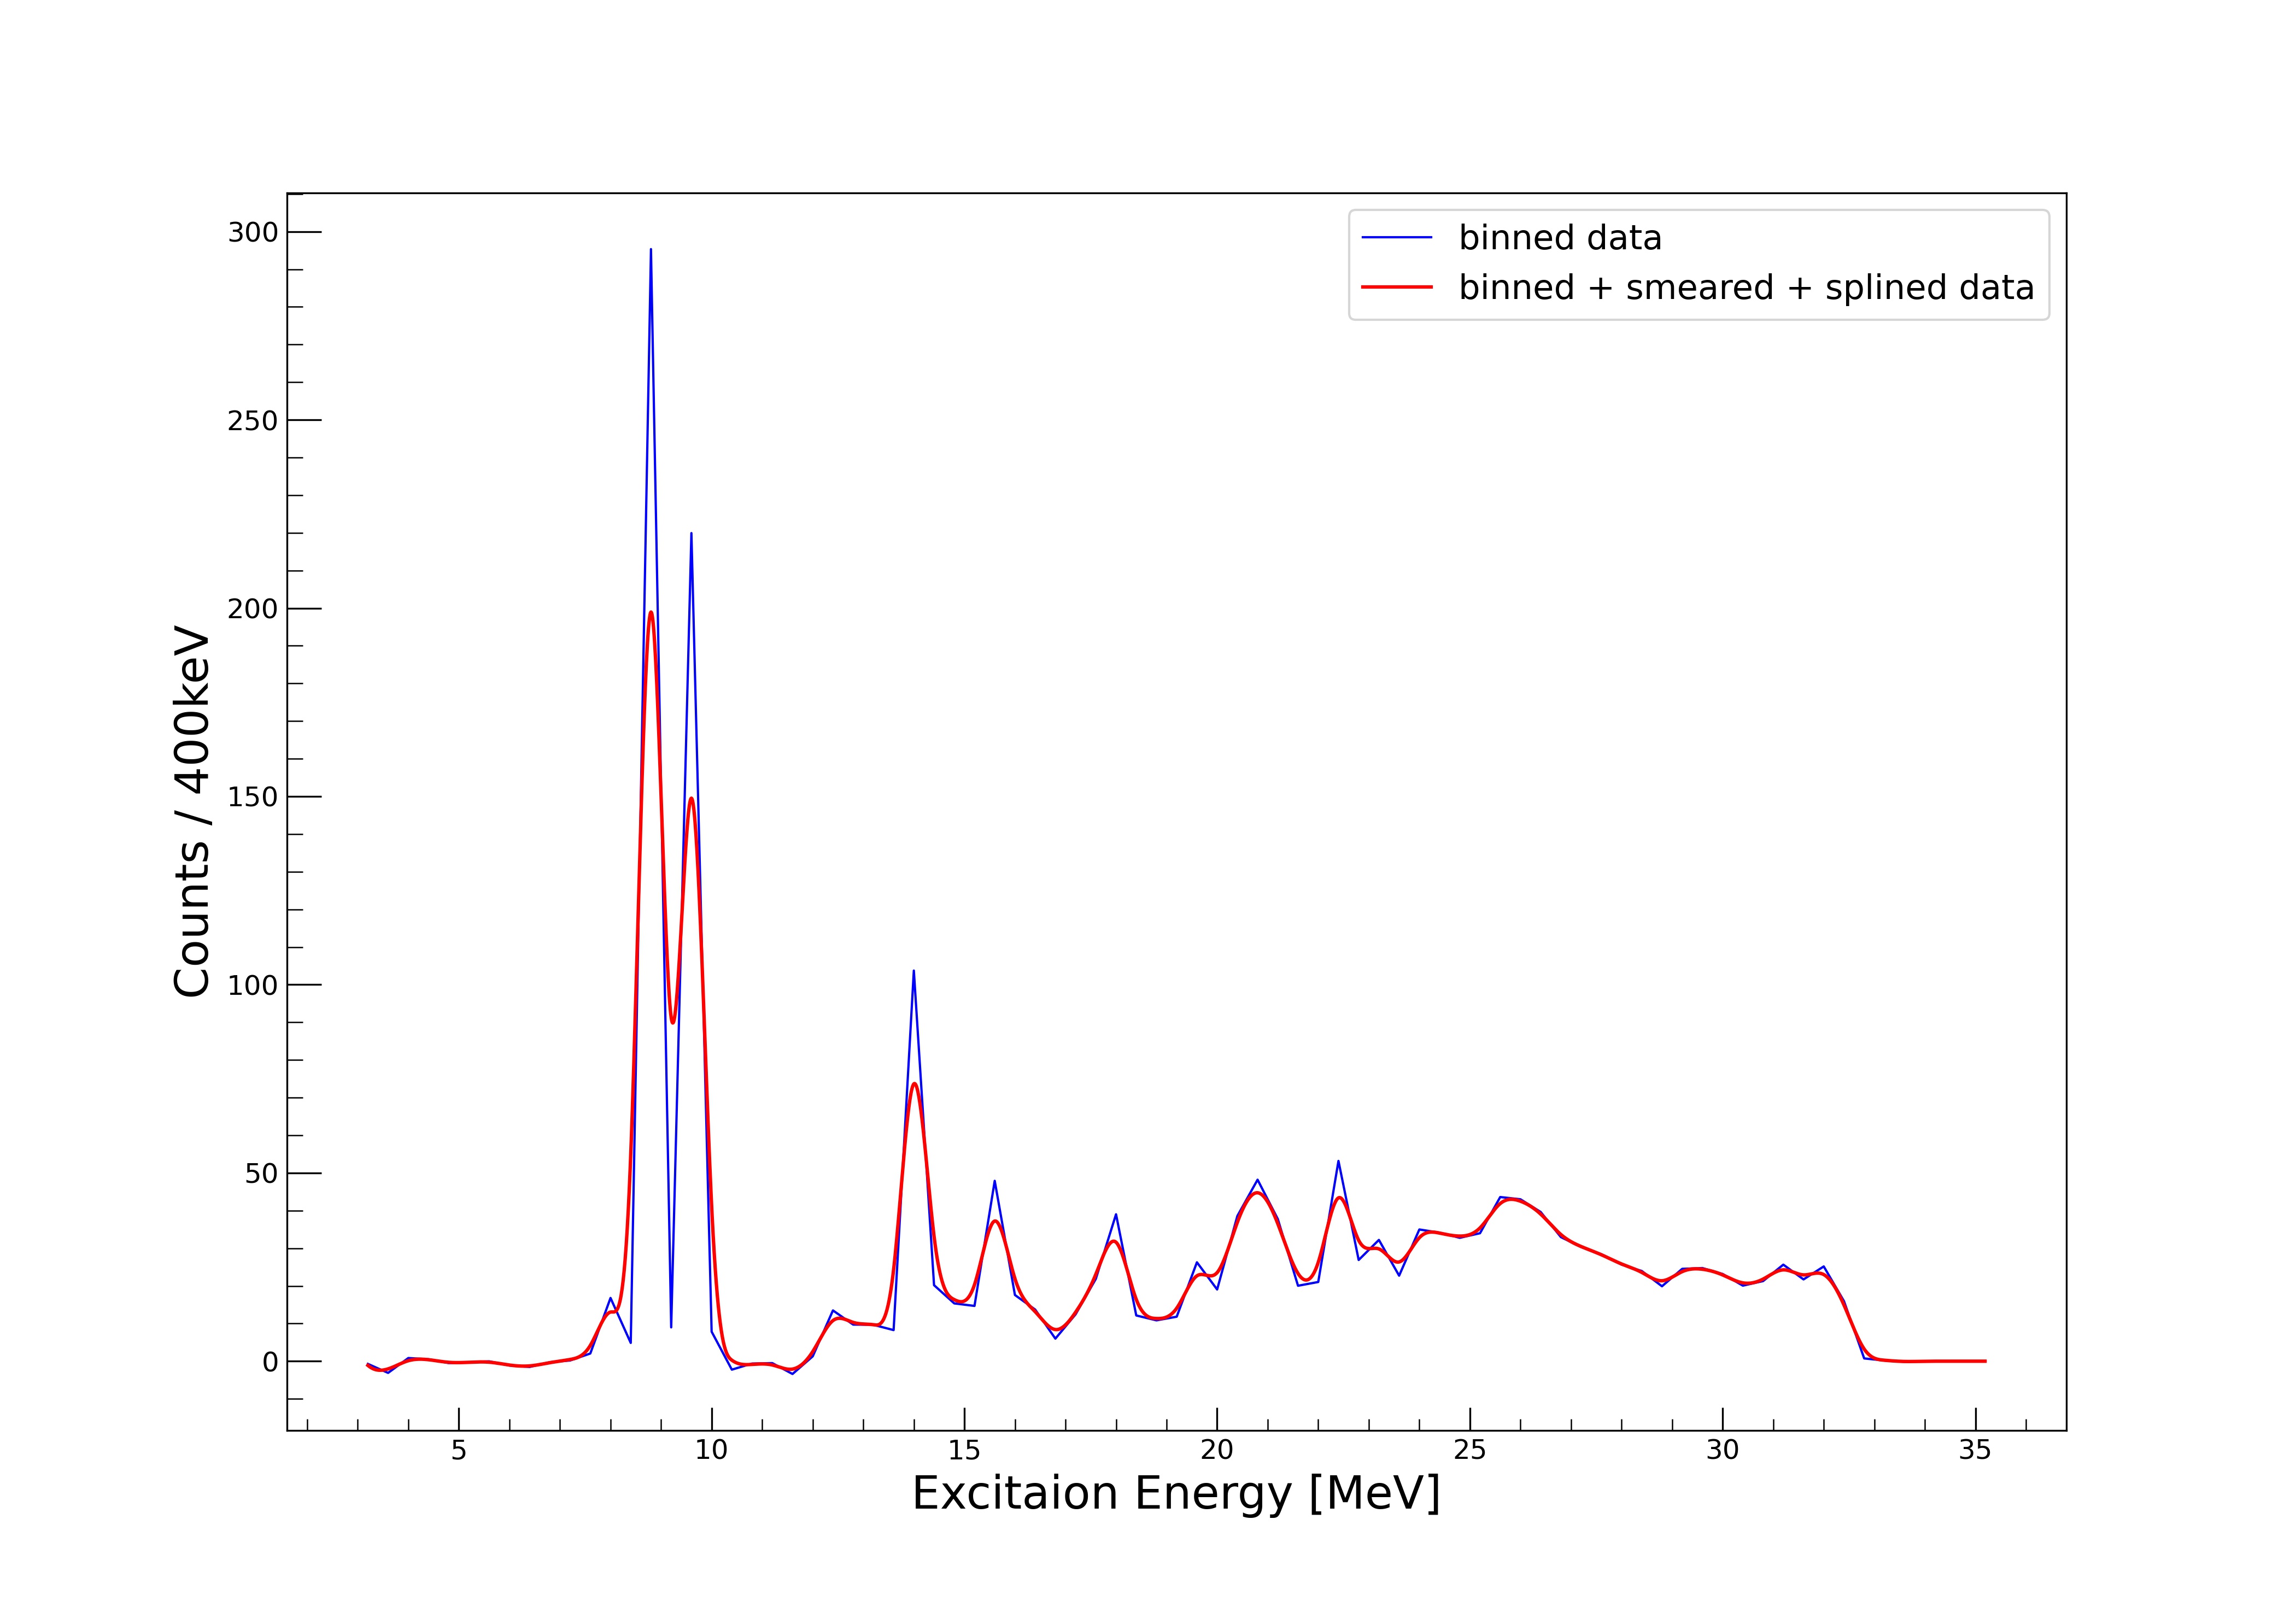 binned data
binned + smeared + splined data
300
250
200
150
100
50
0
Counts / 400keV
5 10 15 20 25 30 35
Excitaion Energy [MeV]